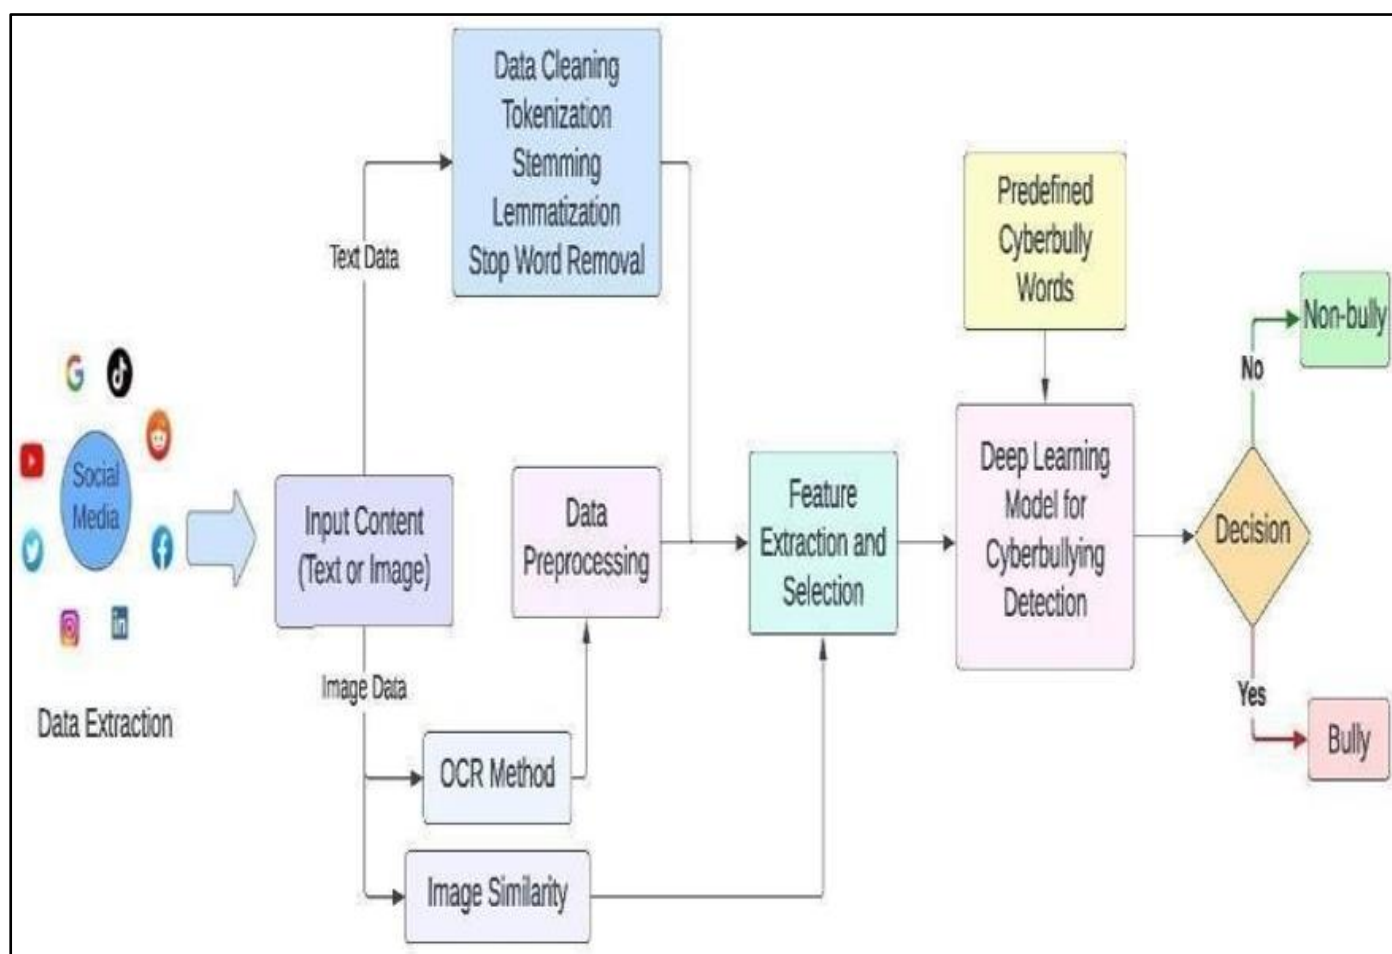 Data Cleaning
Tokenization
Stemming
Lemmatization
Stop Word Removal
Text Data
Predefined
Cyberbully
Words
Non-bully
No
Social
Media
in
Data Extraction
Input Content
(Text or Image)
Data
Preprocessing
Feature
Extraction and
Selection
Deep Learning
Model for
Cyberbullying
Detection
Decision
Image Data
OCR Method
Image Similarity
Yes
Bully